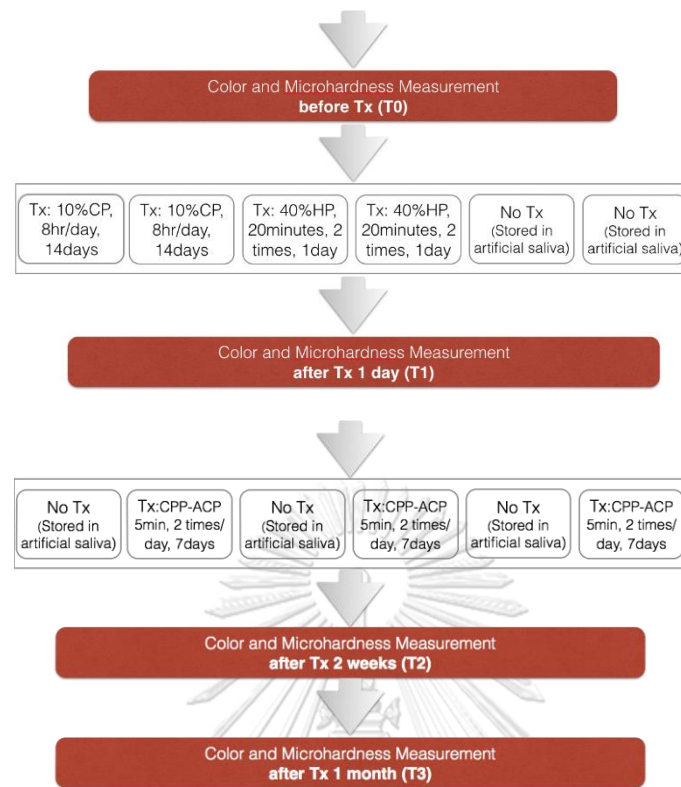 Color and Microhardness Measurement
before Tx (T0)
Tx: 10%CP,
8hr/day,
14days
Tx: 10%CP,
8hr/day,
14days
Tx: 40%HP,
20minutes, 2
times, 1day
Tx: 40%HP,
20minutes, 2
times, 1day
No Tx
(Stored in
artificial saliva)
No Tx
(Stored in
artificial saliva)
Color and Microhardness Measurement
after Tx 1 day (T1)
No Tx
(Stored in
artificial saliva)
Tx:CPP-ACP
5min, 2 times/
day, 7days
No Tx
(Stored in
artificial saliva)
Tx:CPP-ACP
5min, 2 times/
day, 7days
No Tx
(Stored in
artificial saliva)
Tx:CPP-ACP
5min, 2 times/
day, 7days
Color and Microhardness Measurement
after Tx 2 weeks (T2)
Color and Microhardness Measurement
after Tx 1 month (T3)